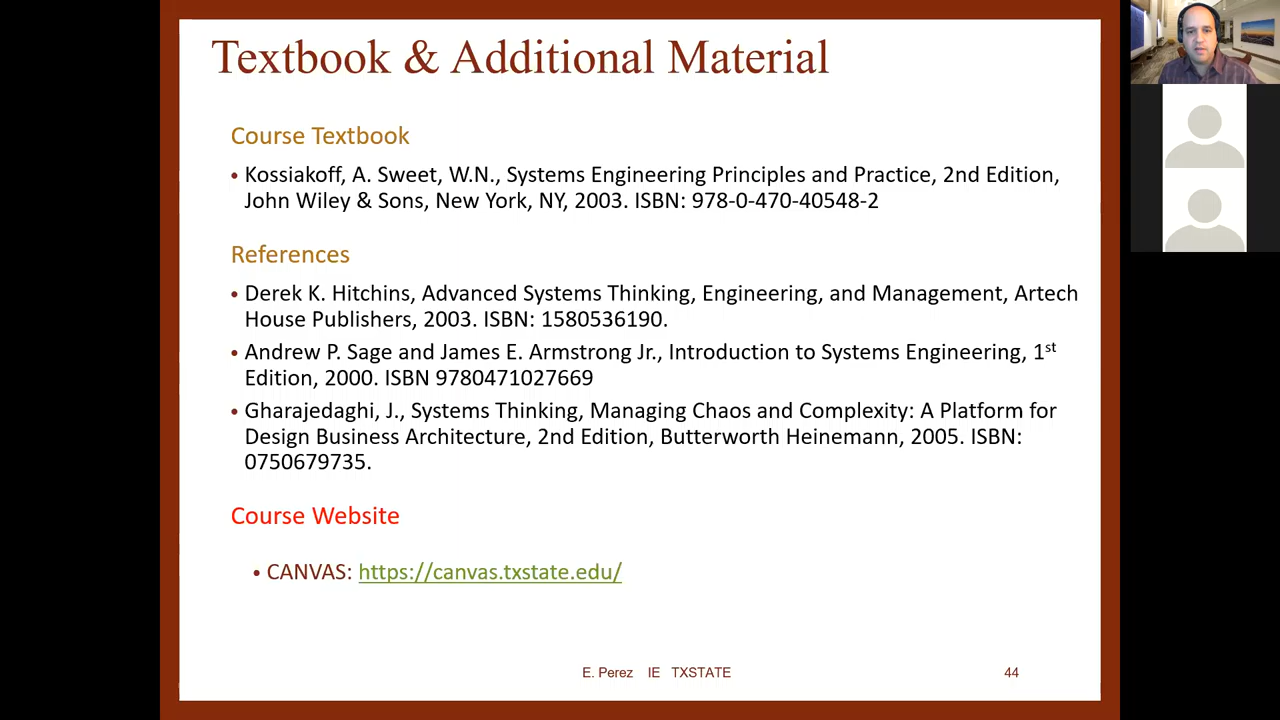 Textbook & Additional Material
Course Textbook
• Kossiakoff, A. Sweet, W.N., Systems Engineering Principles and Practice, 2nd Edition,
John Wiley & Sons, New York, NY, 2003. ISBN: 978-0-470-40548-2
References
• Derek K. Hitchins, Advanced Systems Thinking, Engineering, and Management, Artech
House Publishers, 2003. ISBN: 1580536190.
• Andrew P. Sage and James E. Armstrong Jr., Introduction to Systems Engineering, 1st
Edition, 2000. ISBN 9780471027669
• Gharajedaghi, J., Systems Thinking, Managing Chaos and Complexity: A Platform for
Design Business Architecture, 2nd Edition, Butterworth Heinemann, 2005. ISBN:
0750679735.
Course Website
• CANVAS: https://canvas.txstate.edu/
E. Perez IE TXSTATE 44